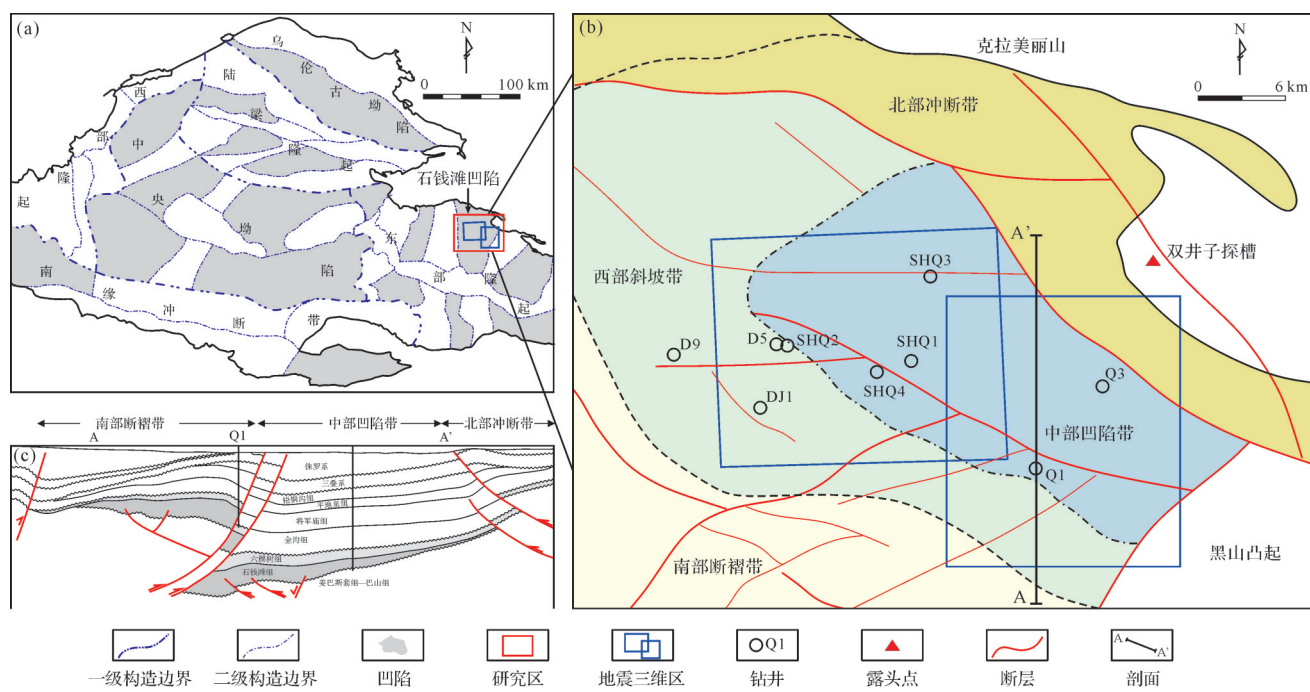 (a)
N
0 100 km
乌伦古坳陷
陆梁隆起
西部隆起
中央坳陷
石钱滩凹陷
东部隆起
南缘冲断带
(b)
克拉美丽山
N
0 6 km
北部冲断带
双井子探槽
A'
SHQ3
西部斜坡带
D9
D5
SHQ2
SHQ1
SHQ4
Q3
DJ1
中部凹陷带
Q1
黑山凸起
南部断褶带
A
南部断褶带 中部凹陷带 北部冲断带
A Q1 A'
(c)
侏罗系
三叠系
梧桐沟组
平地泉组
将军庙组
金沟组
六棵树组
石钱滩组
姜巴斯套组—巴山组
Q1
A
A'
一级构造边界 二级构造边界 凹陷 研究区 地震三维区 钻井 露头点 断层 剖面